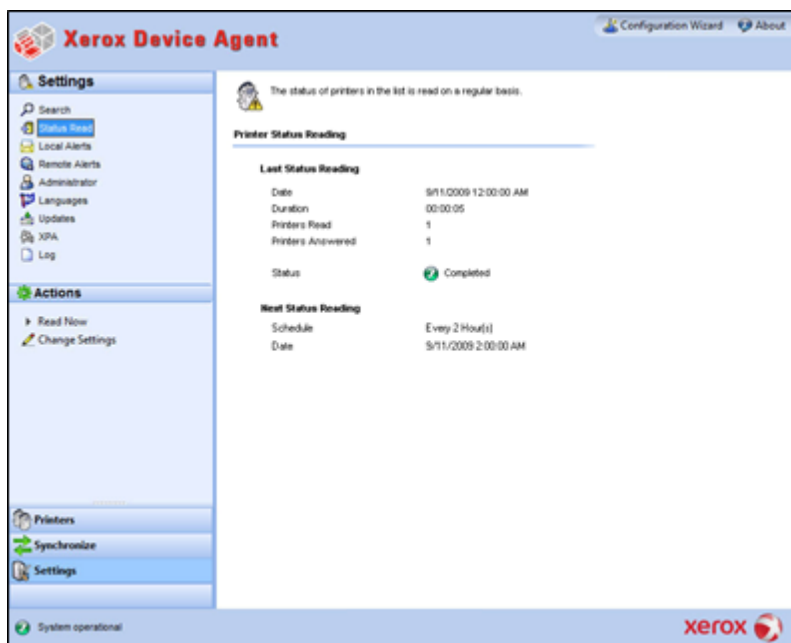 Xerox Device Agent
Configuration Wizard About
Settings
Search
Status Read
Local Alerts
Remote Alerts
Administrator
Languages
Updates
XPA
Log
Actions
Read Now
Change Settings
Printers
Synchronize
Settings
The status of printers in the list is read on a regular basis.
Printer Status Reading
Last Status Reading
Date 9/11/2009 12:00:00 AM
Duration 00:00:05
Printers Read 1
Printers Answered 1
Status Completed
Next Status Reading
Schedule Every 2 Hour(s)
Date 9/11/2009 2:00:00 AM
System operational
xerox